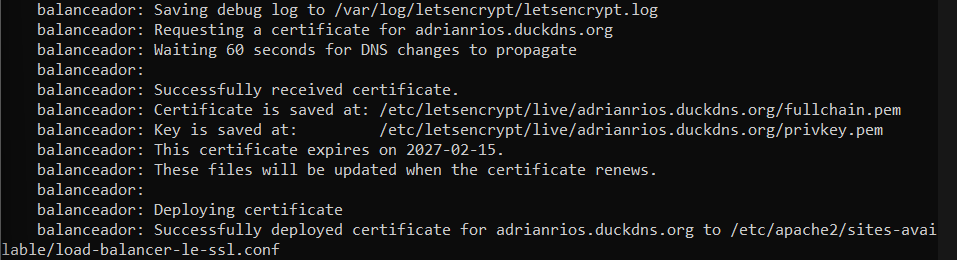 balanceador: Saving debug log to /var/log/letsencrypt/letsencrypt.log
balanceador: Requesting a certificate for adrianrios.duckdns.org
balanceador: Waiting 60 seconds for DNS changes to propagate
balanceador:
balanceador: Successfully received certificate.
balanceador: Certificate is saved at: /etc/letsencrypt/live/adrianrios.duckdns.org/fullchain.pem
balanceador: Key is saved at:         /etc/letsencrypt/live/adrianrios.duckdns.org/privkey.pem
balanceador: This certificate expires on 2027-02-15.
balanceador: These files will be updated when the certificate renews.
balanceador:
balanceador: Deploying certificate
balanceador: Successfully deployed certificate for adrianrios.duckdns.org to /etc/apache2/sites-avai
lable/load-balancer-le-ssl.conf